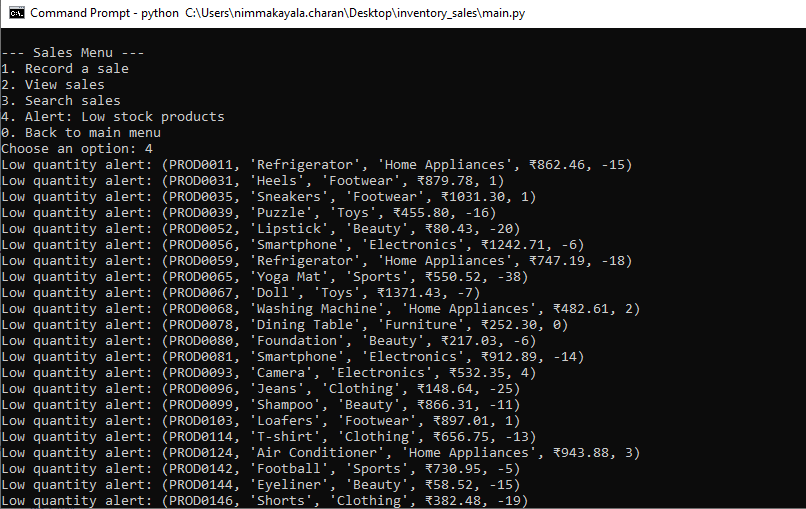 Command Prompt - python  C:\Users\nimmakayala.charan\Desktop\inventory_sales\main.py
--- Sales Menu ---
1. Record a sale
2. View sales
3. Search sales
4. Alert: Low stock products
0. Back to main menu
Choose an option: 4
Low quantity alert: (PROD0011, 'Refrigerator', 'Home Appliances', ₹862.46, -15)
Low quantity alert: (PROD0031, 'Heels', 'Footwear', ₹879.78, 1)
Low quantity alert: (PROD0035, 'Sneakers', 'Footwear', ₹1031.30, 1)
Low quantity alert: (PROD0039, 'Puzzle', 'Toys', ₹455.80, -16)
Low quantity alert: (PROD0052, 'Lipstick', 'Beauty', ₹80.43, -20)
Low quantity alert: (PROD0056, 'Smartphone', 'Electronics', ₹1242.71, -6)
Low quantity alert: (PROD0059, 'Refrigerator', 'Home Appliances', ₹747.19, -18)
Low quantity alert: (PROD0065, 'Yoga Mat', 'Sports', ₹550.52, -38)
Low quantity alert: (PROD0067, 'Doll', 'Toys', ₹1371.43, -7)
Low quantity alert: (PROD0068, 'Washing Machine', 'Home Appliances', ₹482.61, 2)
Low quantity alert: (PROD0078, 'Dining Table', 'Furniture', ₹252.30, 0)
Low quantity alert: (PROD0080, 'Foundation', 'Beauty', ₹217.03, -6)
Low quantity alert: (PROD0081, 'Smartphone', 'Electronics', ₹912.89, -14)
Low quantity alert: (PROD0093, 'Camera', 'Electronics', ₹532.35, 4)
Low quantity alert: (PROD0096, 'Jeans', 'Clothing', ₹148.64, -25)
Low quantity alert: (PROD0099, 'Shampoo', 'Beauty', ₹866.31, -11)
Low quantity alert: (PROD0103, 'Loafers', 'Footwear', ₹897.01, 1)
Low quantity alert: (PROD0114, 'T-shirt', 'Clothing', ₹656.75, -13)
Low quantity alert: (PROD0124, 'Air Conditioner', 'Home Appliances', ₹943.88, 3)
Low quantity alert: (PROD0142, 'Football', 'Sports', ₹730.95, -5)
Low quantity alert: (PROD0144, 'Eyeliner', 'Beauty', ₹58.52, -15)
Low quantity alert: (PROD0146, 'Shorts', 'Clothing', ₹382.48, -19)